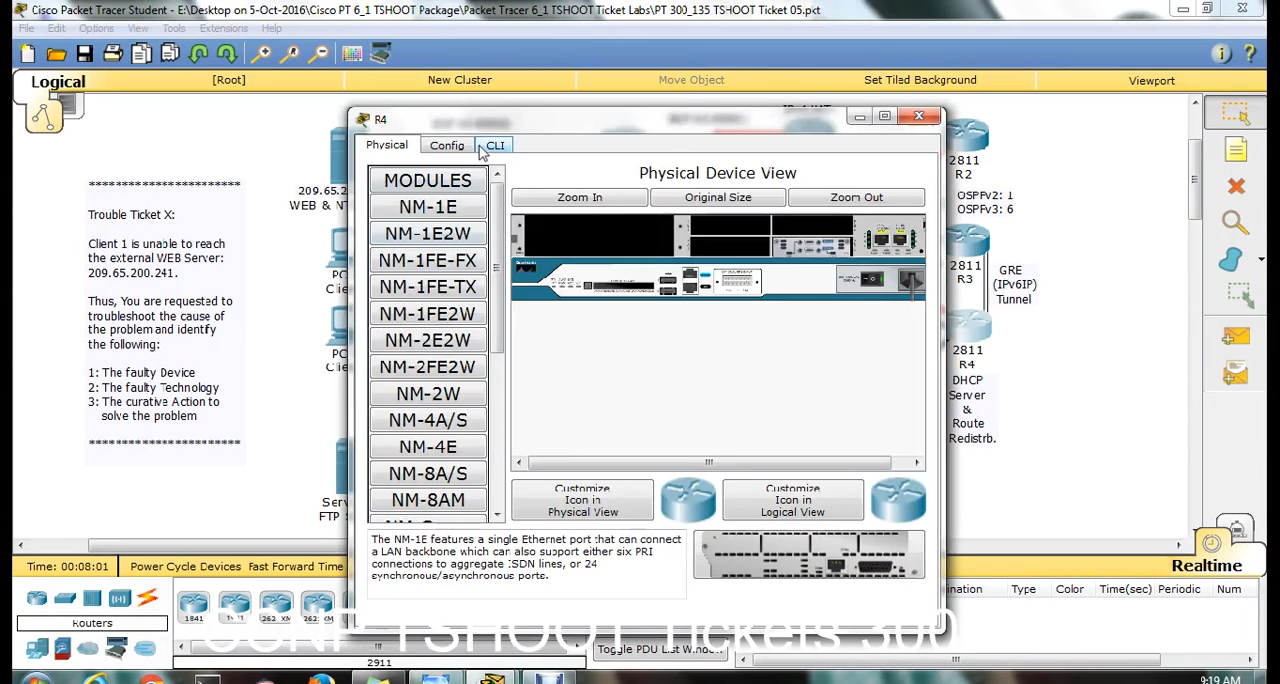 Cisco Packet Tracer Student - E:\Desktop on 5-Oct-2016\Cisco PT 6_1 TSHOOT Package\Packet Tracer 6_1 TSHOOT Ticket Labs\PT 300_135 TSHOOT Ticket 05.pkt
File Edit Options View Tools Extensions Help
Logical [Root] New Cluster Move Object Set Tiled Background Viewport
R4
Physical Config CLI
************************
Trouble Ticket X:
Client 1 is unable to reach
the external WEB Server:
209.65.200.241.
Thus, You are requested to
troubleshoot the cause of
the problem and identify
the following:
1: The faulty Device
2: The faulty Technology
3: The curative Action to
solve the problem
************************
209.65.
WEB & NT
PC
PC
Serv
FTP S
MODULES
NM-1E
NM-1E2W
NM-1FE-FX
NM-1FE-TX
NM-1FE2W
NM-2E2W
NM-2FE2W
NM-2W
NM-4A/S
NM-4E
NM-8A/S
NM-8AM
Physical Device View
Zoom In Original Size Zoom Out
Customize
Icon in
Physical View
Customize
Icon in
Logical View
The NM-1E features a single Ethernet port that can connect
a LAN backbone which can also support either six PRI
connections to aggregate ISDN lines, or 24
synchronous/asynchronous ports.
2811
R2
OSPFv2: 1
OSPFv3: 6
2811
R3
GRE
(IPv6IP)
Tunnel
2811
R4
DHCP
Server
&
Route
Redistrb.
Time: 00:08:01 Power Cycle Devices Fast Forward Time
Realtime
Routers
1841
2911
Toggle PDU List Window
ination Type Color Time(sec) Periodic Num
CCNP TSHOOT Tickets 300
9:19 AM